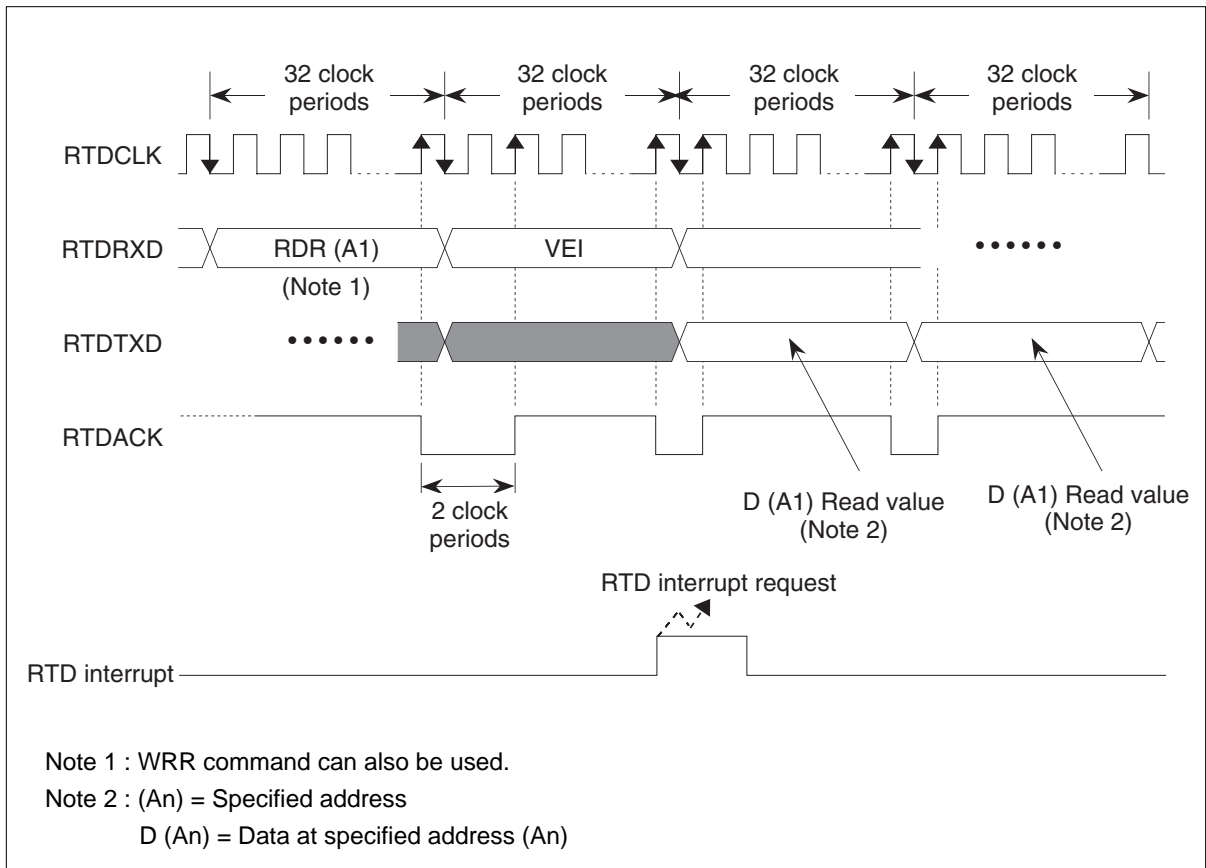 32 clock
periods
32 clock
periods
32 clock
periods
32 clock
periods
RTDCLK
RTDRXD
RDR (A1)
(Note 1)
VEI
••••••
RTDTXD
••••••
RTDACK
2 clock
periods
D (A1) Read value
(Note 2)
D (A1) Read value
(Note 2)
RTD interrupt request
RTD interrupt
Note 1 : WRR command can also be used.
Note 2 : (An) = Specified address
D (An) = Data at specified address (An)